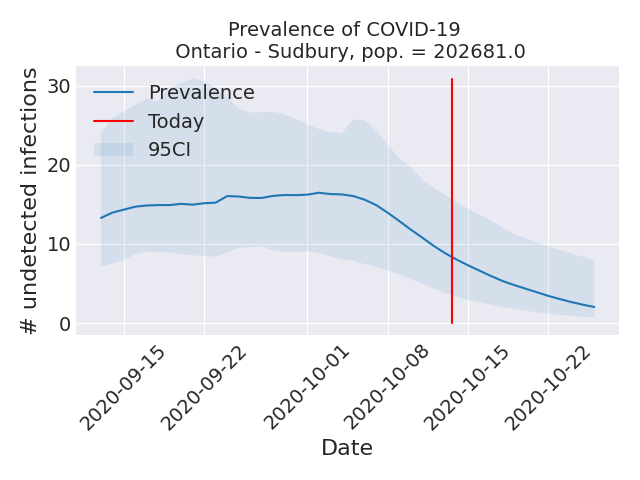 Prevalence of COVID-19
Ontario - Sudbury, pop. = 202681.0
# undetected infections
30
20
10
0
Prevalence
Today
95CI
2020-09-15
2020-09-22
2020-10-01
2020-10-08
2020-10-15
2020-10-22
Date